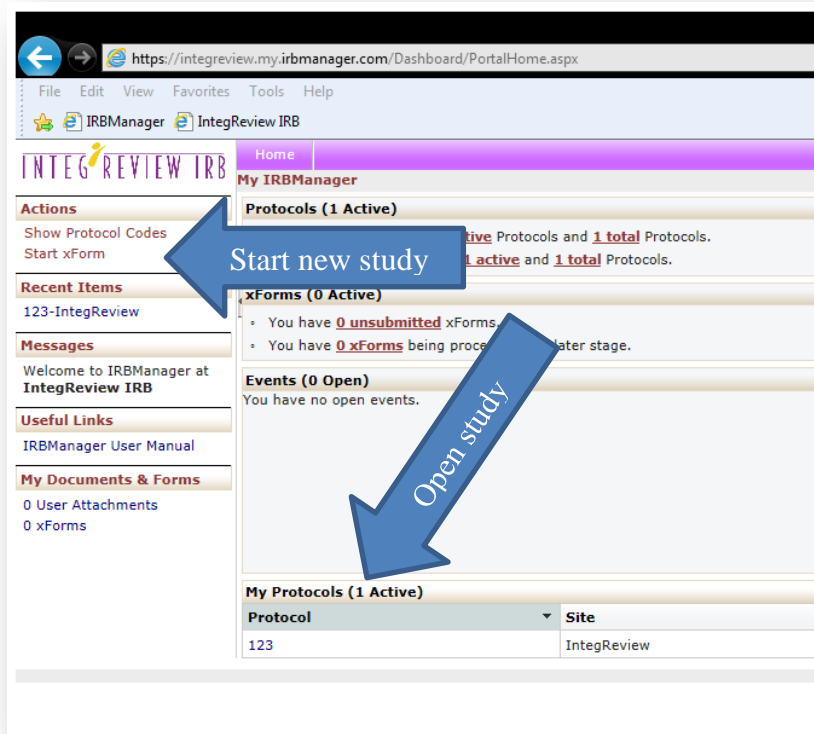 https://integreview.my.irbmanager.com/Dashboard/PortalHome.aspx
File Edit View Favorites Tools Help
IRBManager IntegReview IRB
INTEGREVIEW IRB
Home
My IRBManager
Actions
Show Protocol Codes
Start xForm
Recent Items
123-IntegReview
Messages
Welcome to IRBManager at
IntegReview IRB
Useful Links
IRBManager User Manual
My Documents & Forms
0 User Attachments
0 xForms
Protocols (1 Active)
Protocols and 1 total Protocols.
1 active and 1 total Protocols.
Start new study
xForms (0 Active)
You have 0 unsubmitted xForms.
You have 0 xForms being stage.
Events (0 Open)
You have no open events.
Open study
My Protocols (1 Active)
Protocol Site
123 IntegReview